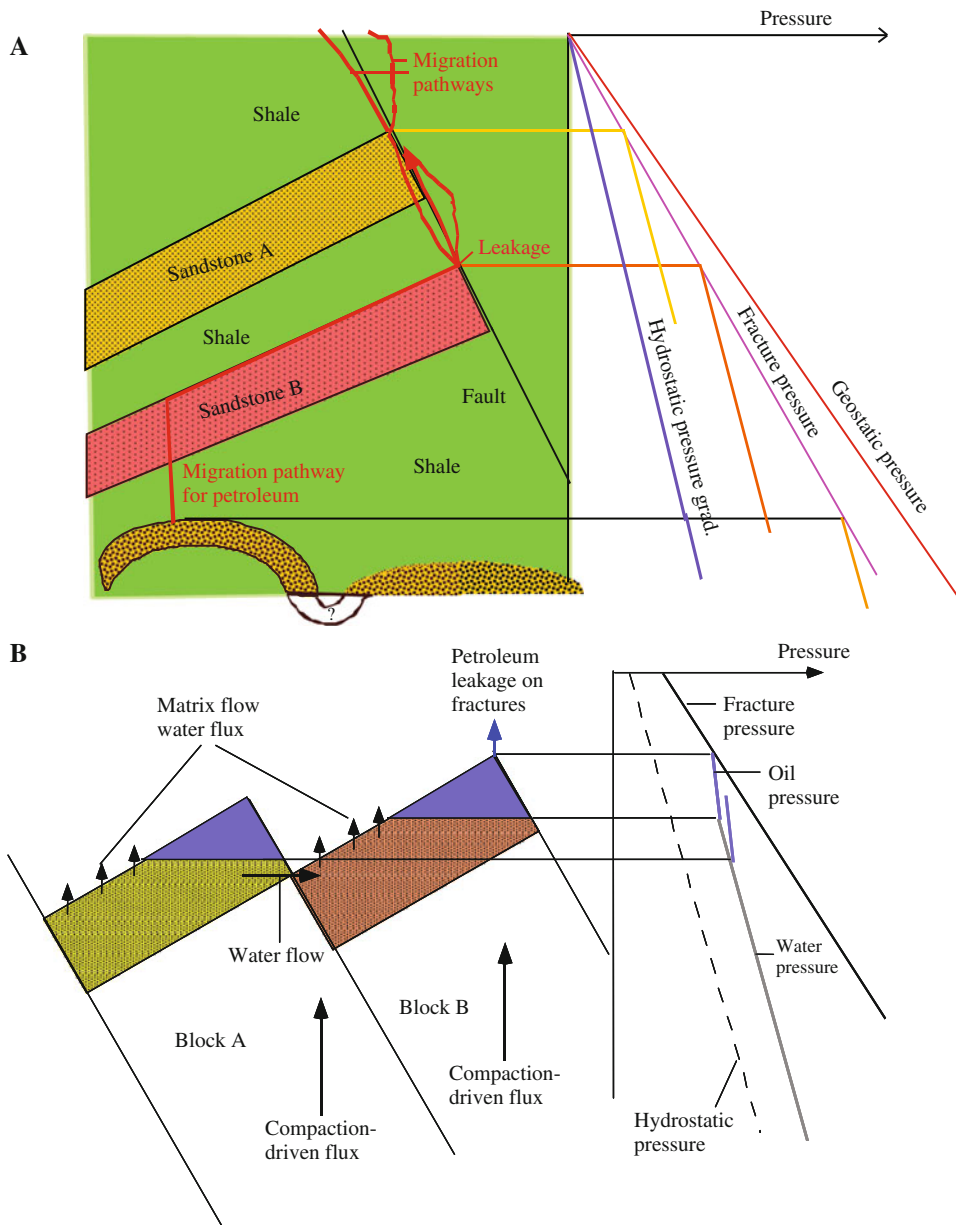 A
Pressure
Migration
pathways
Shale
Sandstone A
Leakage
Shale
Sandstone B
Fault
Shale
Migration pathway
for petroleum
?
Hydrostatic pressure grad.
Fracture pressure
Geostatic pressure
B
Petroleum
leakage on
fractures
Pressure
Matrix flow
water flux
Fracture
pressure
Oil
pressure
Water flow
Water
pressure
Block A
Block B
Compaction-
driven flux
Compaction-
driven flux
Hydrostatic
pressure